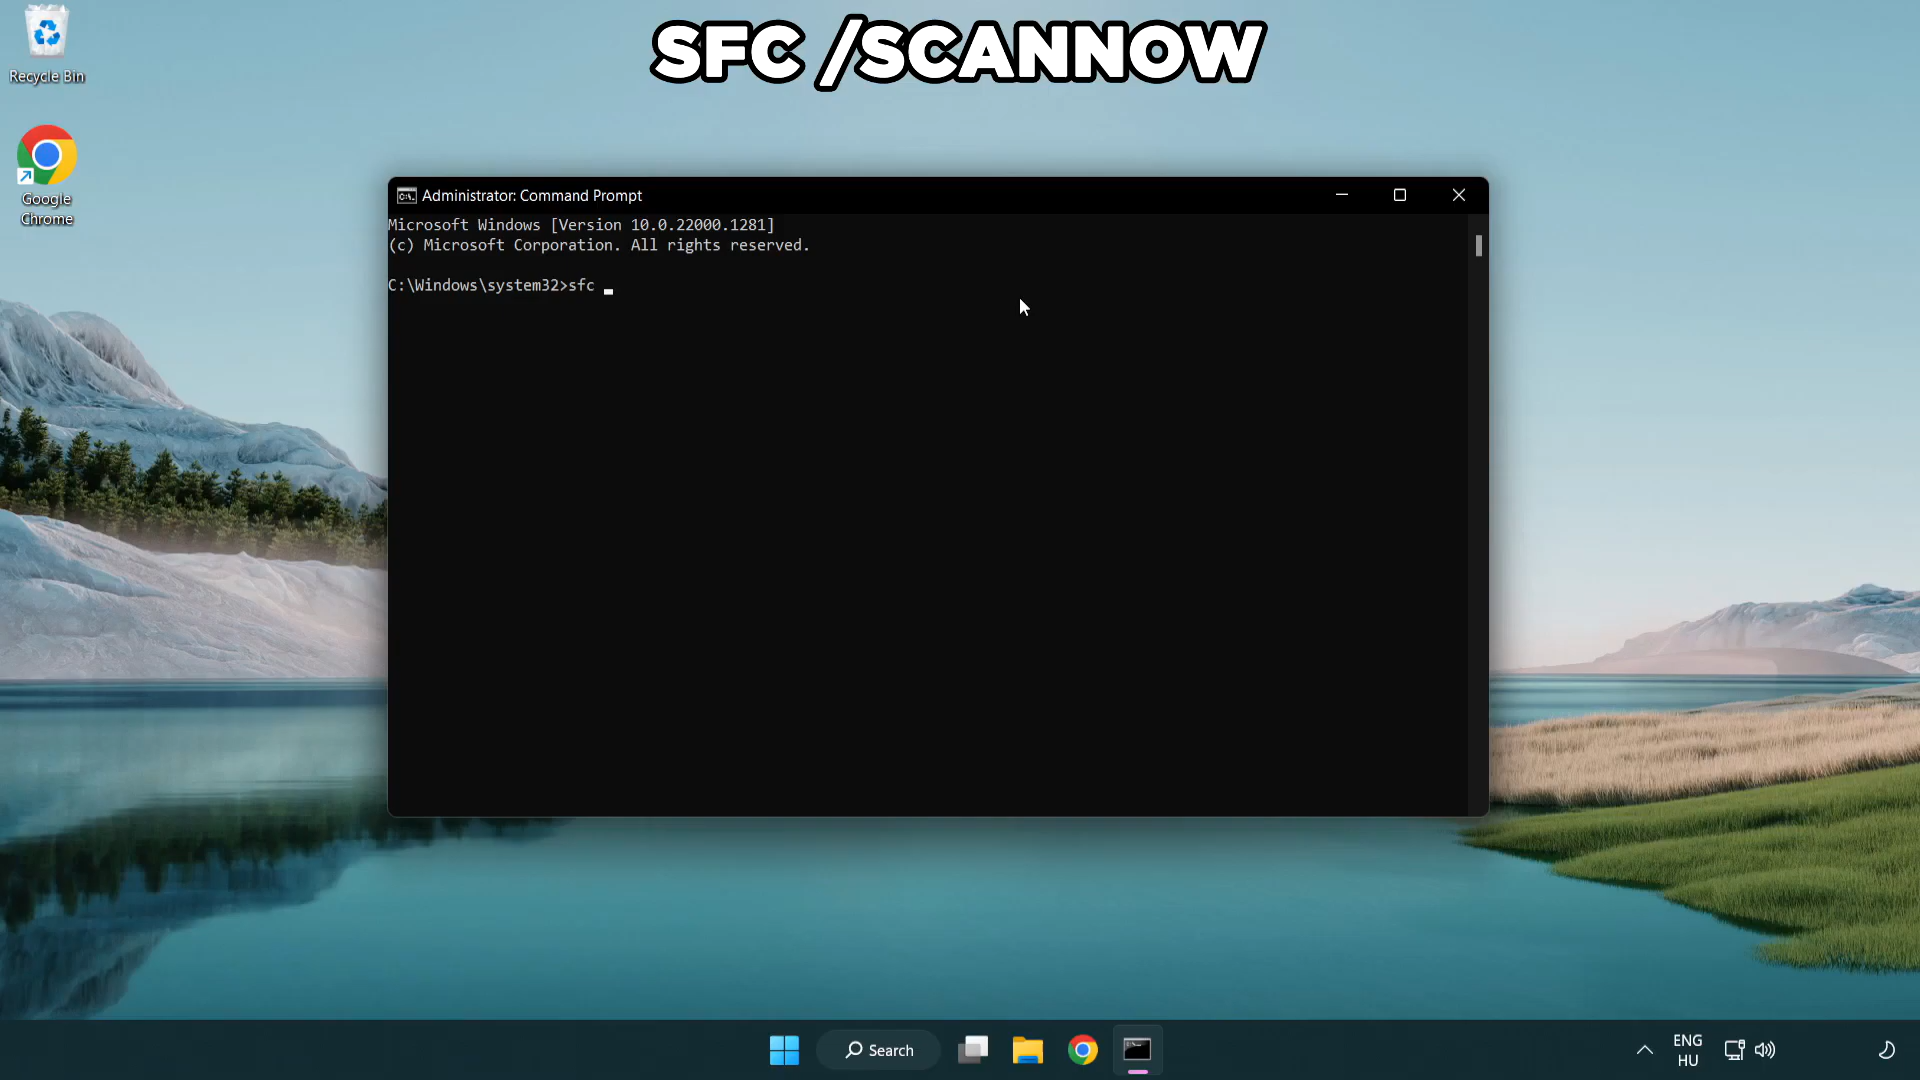 SFC /SCANNOW
Recycle Bin
Google
Chrome
Administrator: Command Prompt
Microsoft Windows [Version 10.0.22000.1281]
(c) Microsoft Corporation. All rights reserved.
C:\Windows\system32>sfc
Search
ENG
HU